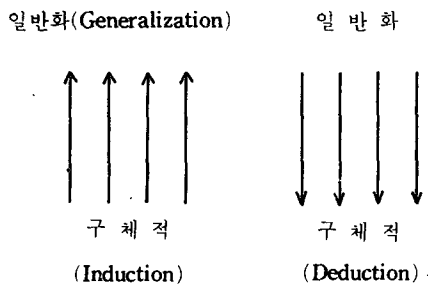 일반화(Generalization) 일 반 화
구 체 적 구 체 적
(Induction) (Deduction)